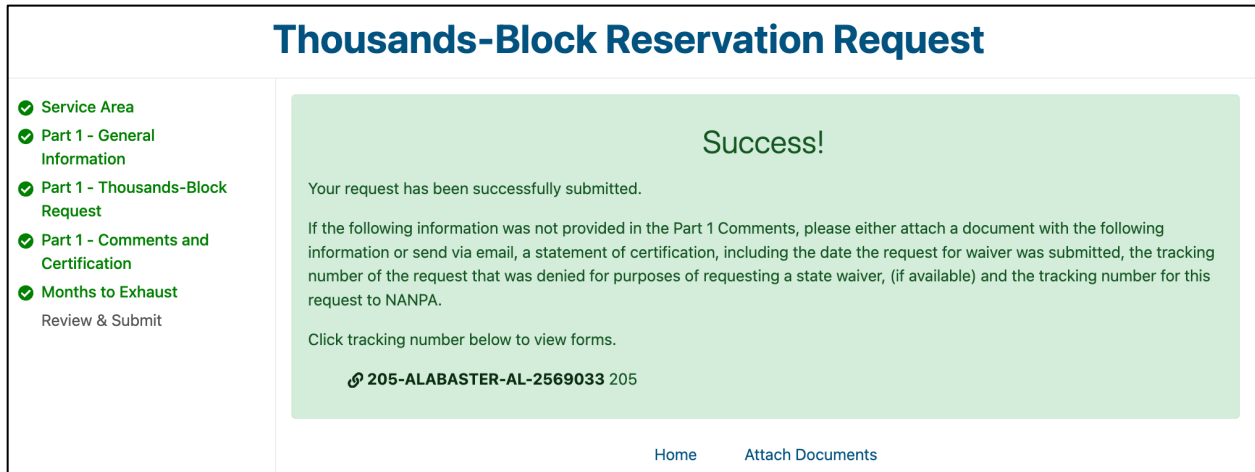 Thousands-Block Reservation Request
Service Area
Part 1 - General
Information
Part 1 - Thousands-Block
Request
Part 1 - Comments and
Certification
Months to Exhaust
Review & Submit
Success!
Your request has been successfully submitted.
If the following information was not provided in the Part 1 Comments, please either attach a document with the following
information or send via email, a statement of certification, including the date the request for waiver was submitted, the tracking
number of the request that was denied for purposes of requesting a state waiver, (if available) and the tracking number for this
request to NANPA.
Click tracking number below to view forms.
205-ALABASTER-AL-2569033 205
Home Attach Documents